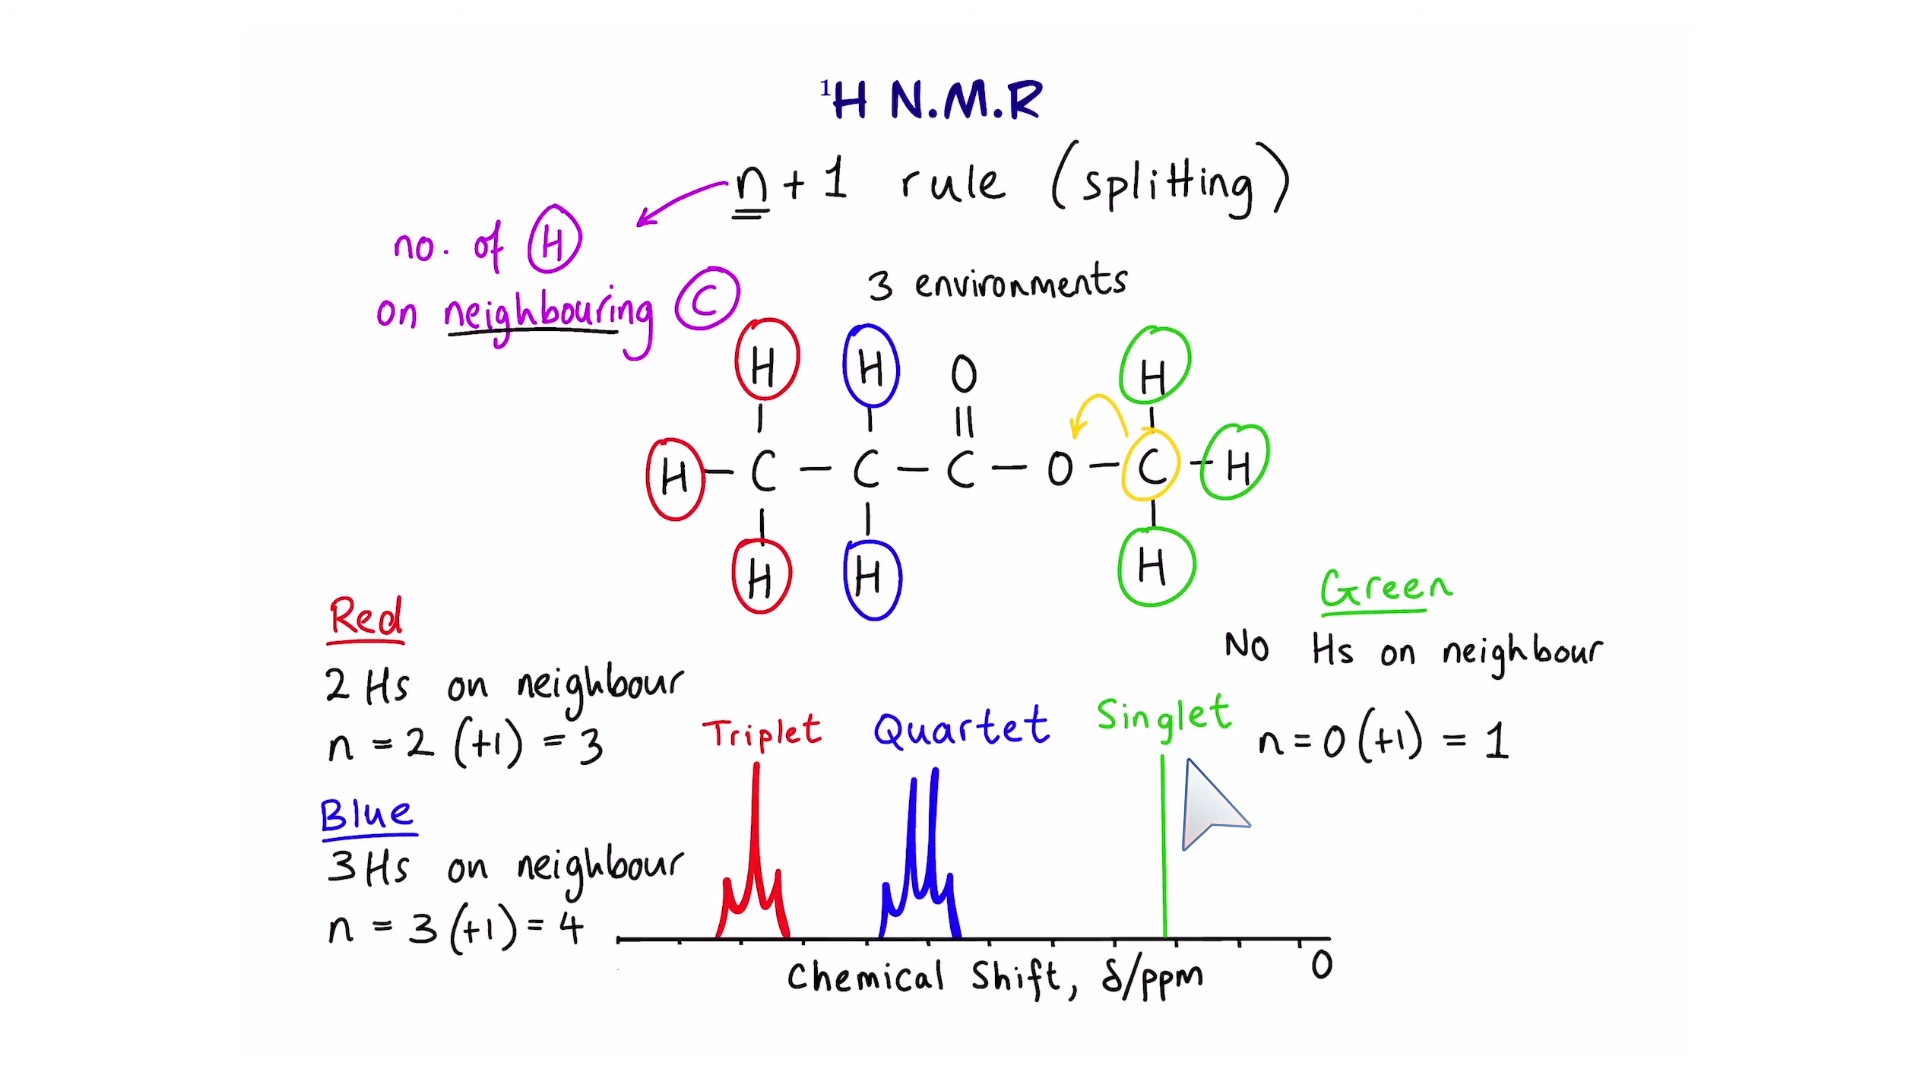 ¹H N.M.R
n+1 rule (splitting)
no. of H
on neighbouring C
3 environments
H H O H
H - C - C - C - O - C - H
H H H
Red
2 Hs on neighbour
n = 2 (+1) = 3
Blue
3 Hs on neighbour
n = 3 (+1) = 4
Green
No Hs on neighbour
n = 0 (+1) = 1
Triplet Quartet Singlet
0
Chemical Shift, δ/ppm